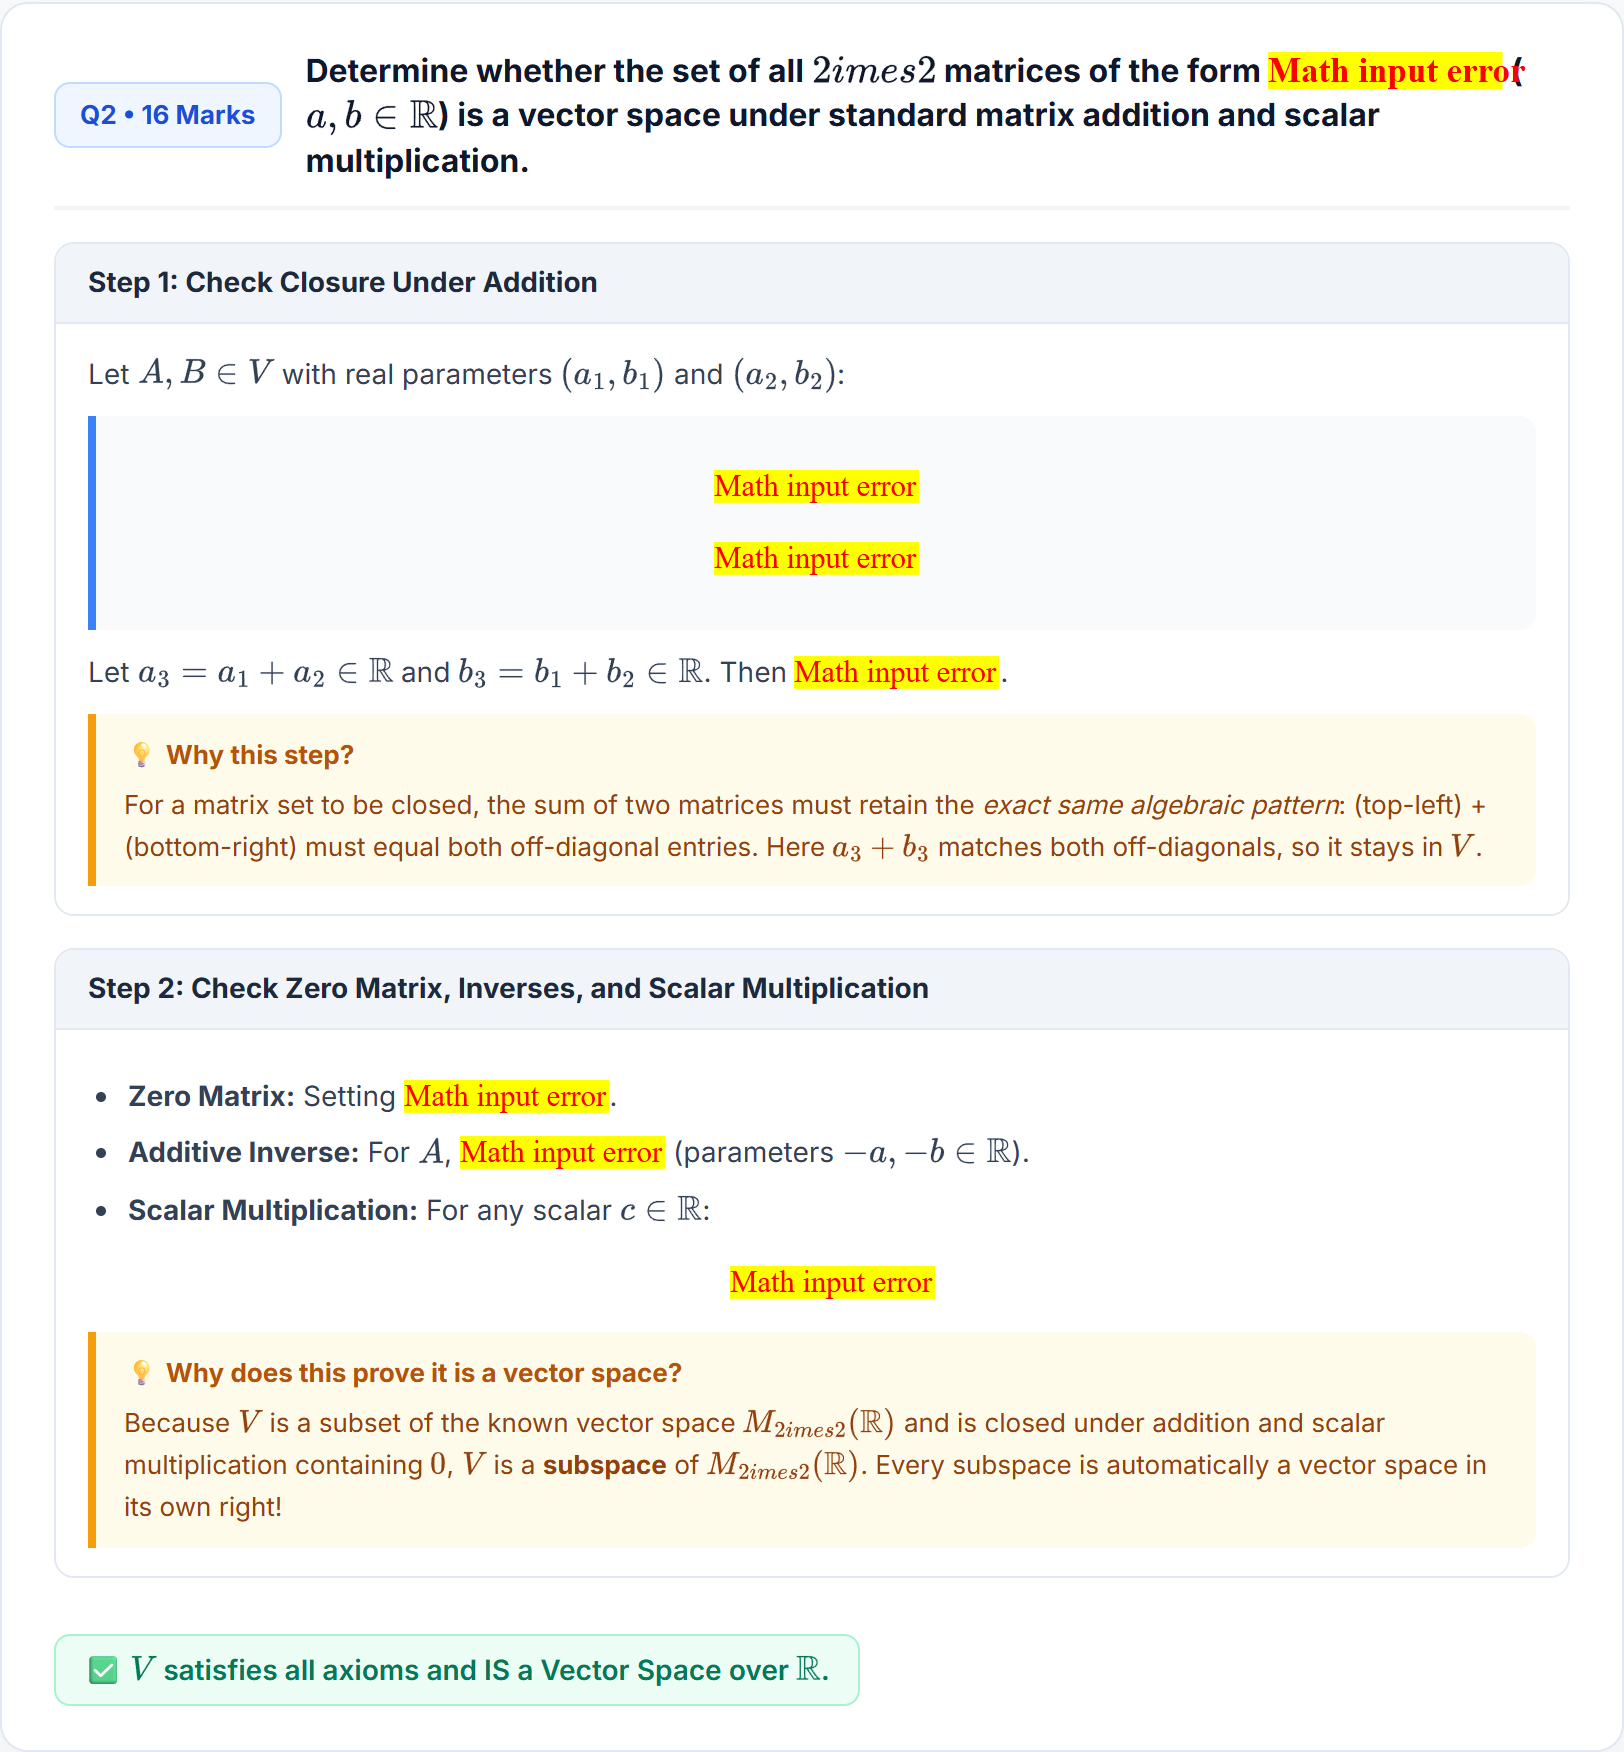 Q2 • 16 Marks
Determine whether the set of all 2imes2 matrices of the form Math input error (
a, b ∈ ℝ) is a vector space under standard matrix addition and scalar
multiplication.
Step 1: Check Closure Under Addition
Let A, B ∈ V with real parameters (a₁, b₁) and (a₂, b₂):
Math input error
Math input error
Let a₃ = a₁ + a₂ ∈ ℝ and b₃ = b₁ + b₂ ∈ ℝ. Then Math input error.
💡 Why this step?
For a matrix set to be closed, the sum of two matrices must retain the exact same algebraic pattern: (top-left) +
(bottom-right) must equal both off-diagonal entries. Here a₃ + b₃ matches both off-diagonals, so it stays in V.
Step 2: Check Zero Matrix, Inverses, and Scalar Multiplication
• Zero Matrix: Setting Math input error.
• Additive Inverse: For A, Math input error (parameters −a, −b ∈ ℝ).
• Scalar Multiplication: For any scalar c ∈ ℝ:
Math input error
💡 Why does this prove it is a vector space?
Because V is a subset of the known vector space M_{2imes2}(ℝ) and is closed under addition and scalar
multiplication containing 0, V is a subspace of M_{2imes2}(ℝ). Every subspace is automatically a vector space in
its own right!
✅ V satisfies all axioms and IS a Vector Space over ℝ.